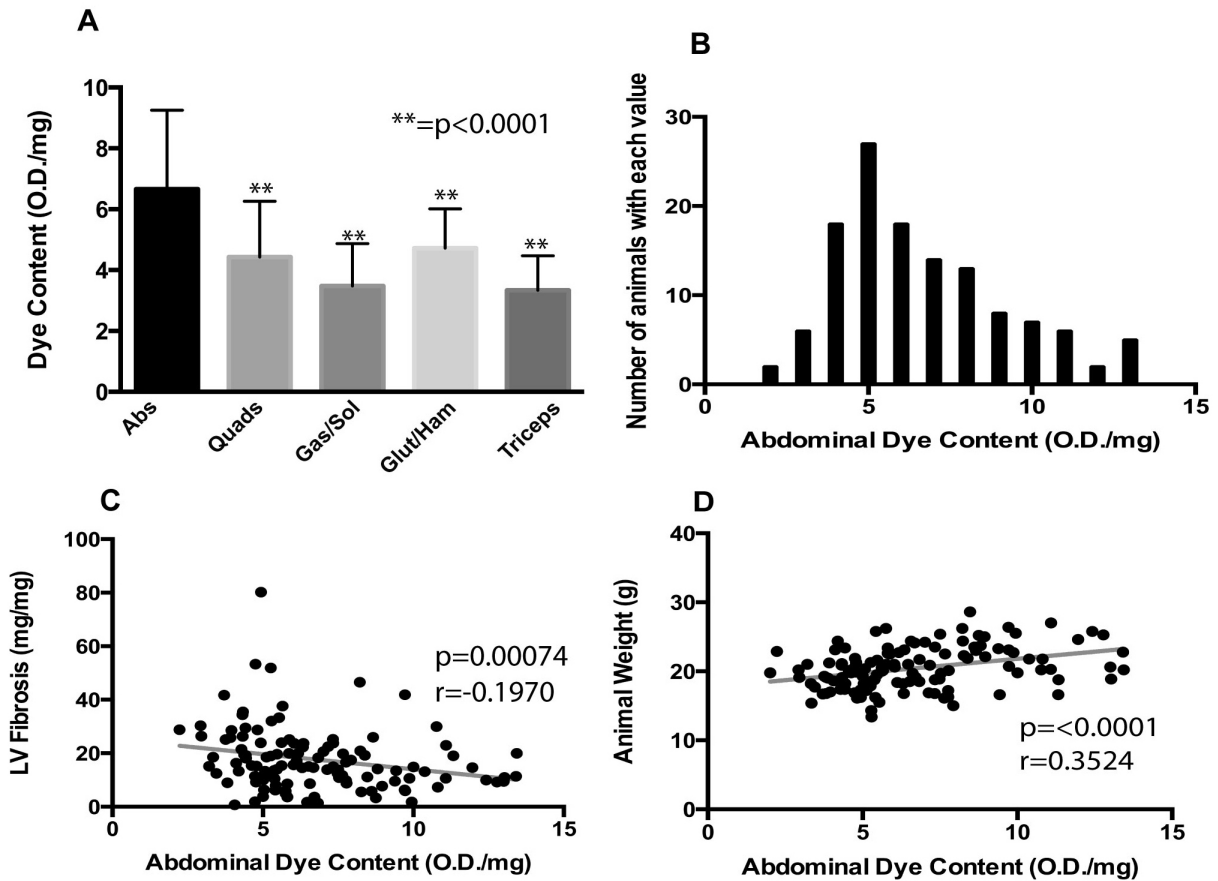 A
Dye Content (O.D./mg)
10
8
6
4
2
0
**=p<0.0001
**
**
**
**
Abs
Quads
Gas/Sol
Glut/Ham
Triceps
B
Number of animals with each value
30
20
10
0
0
5
10
15
Abdominal Dye Content (O.D./mg)
C
LV Fibrosis (mg/mg)
100
80
60
40
20
0
p=0.00074
r=-0.1970
0
5
10
15
Abdominal Dye Content (O.D./mg)
D
Animal Weight (g)
40
30
20
10
0
p=<0.0001
r=0.3524
0
5
10
15
Abdominal Dye Content (O.D./mg)